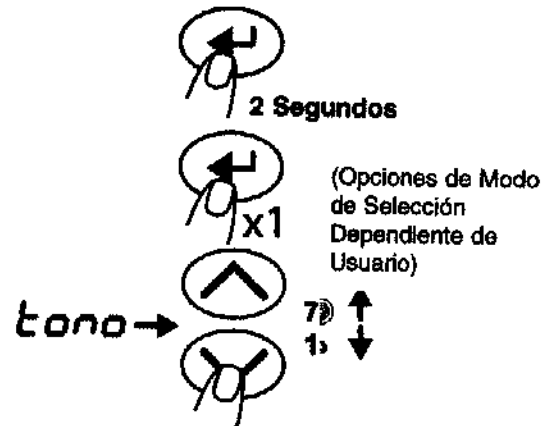 2 Segundos
x1
(Opciones de Modo
de Selección
Dependiente de
Usuario)
tono
7
1